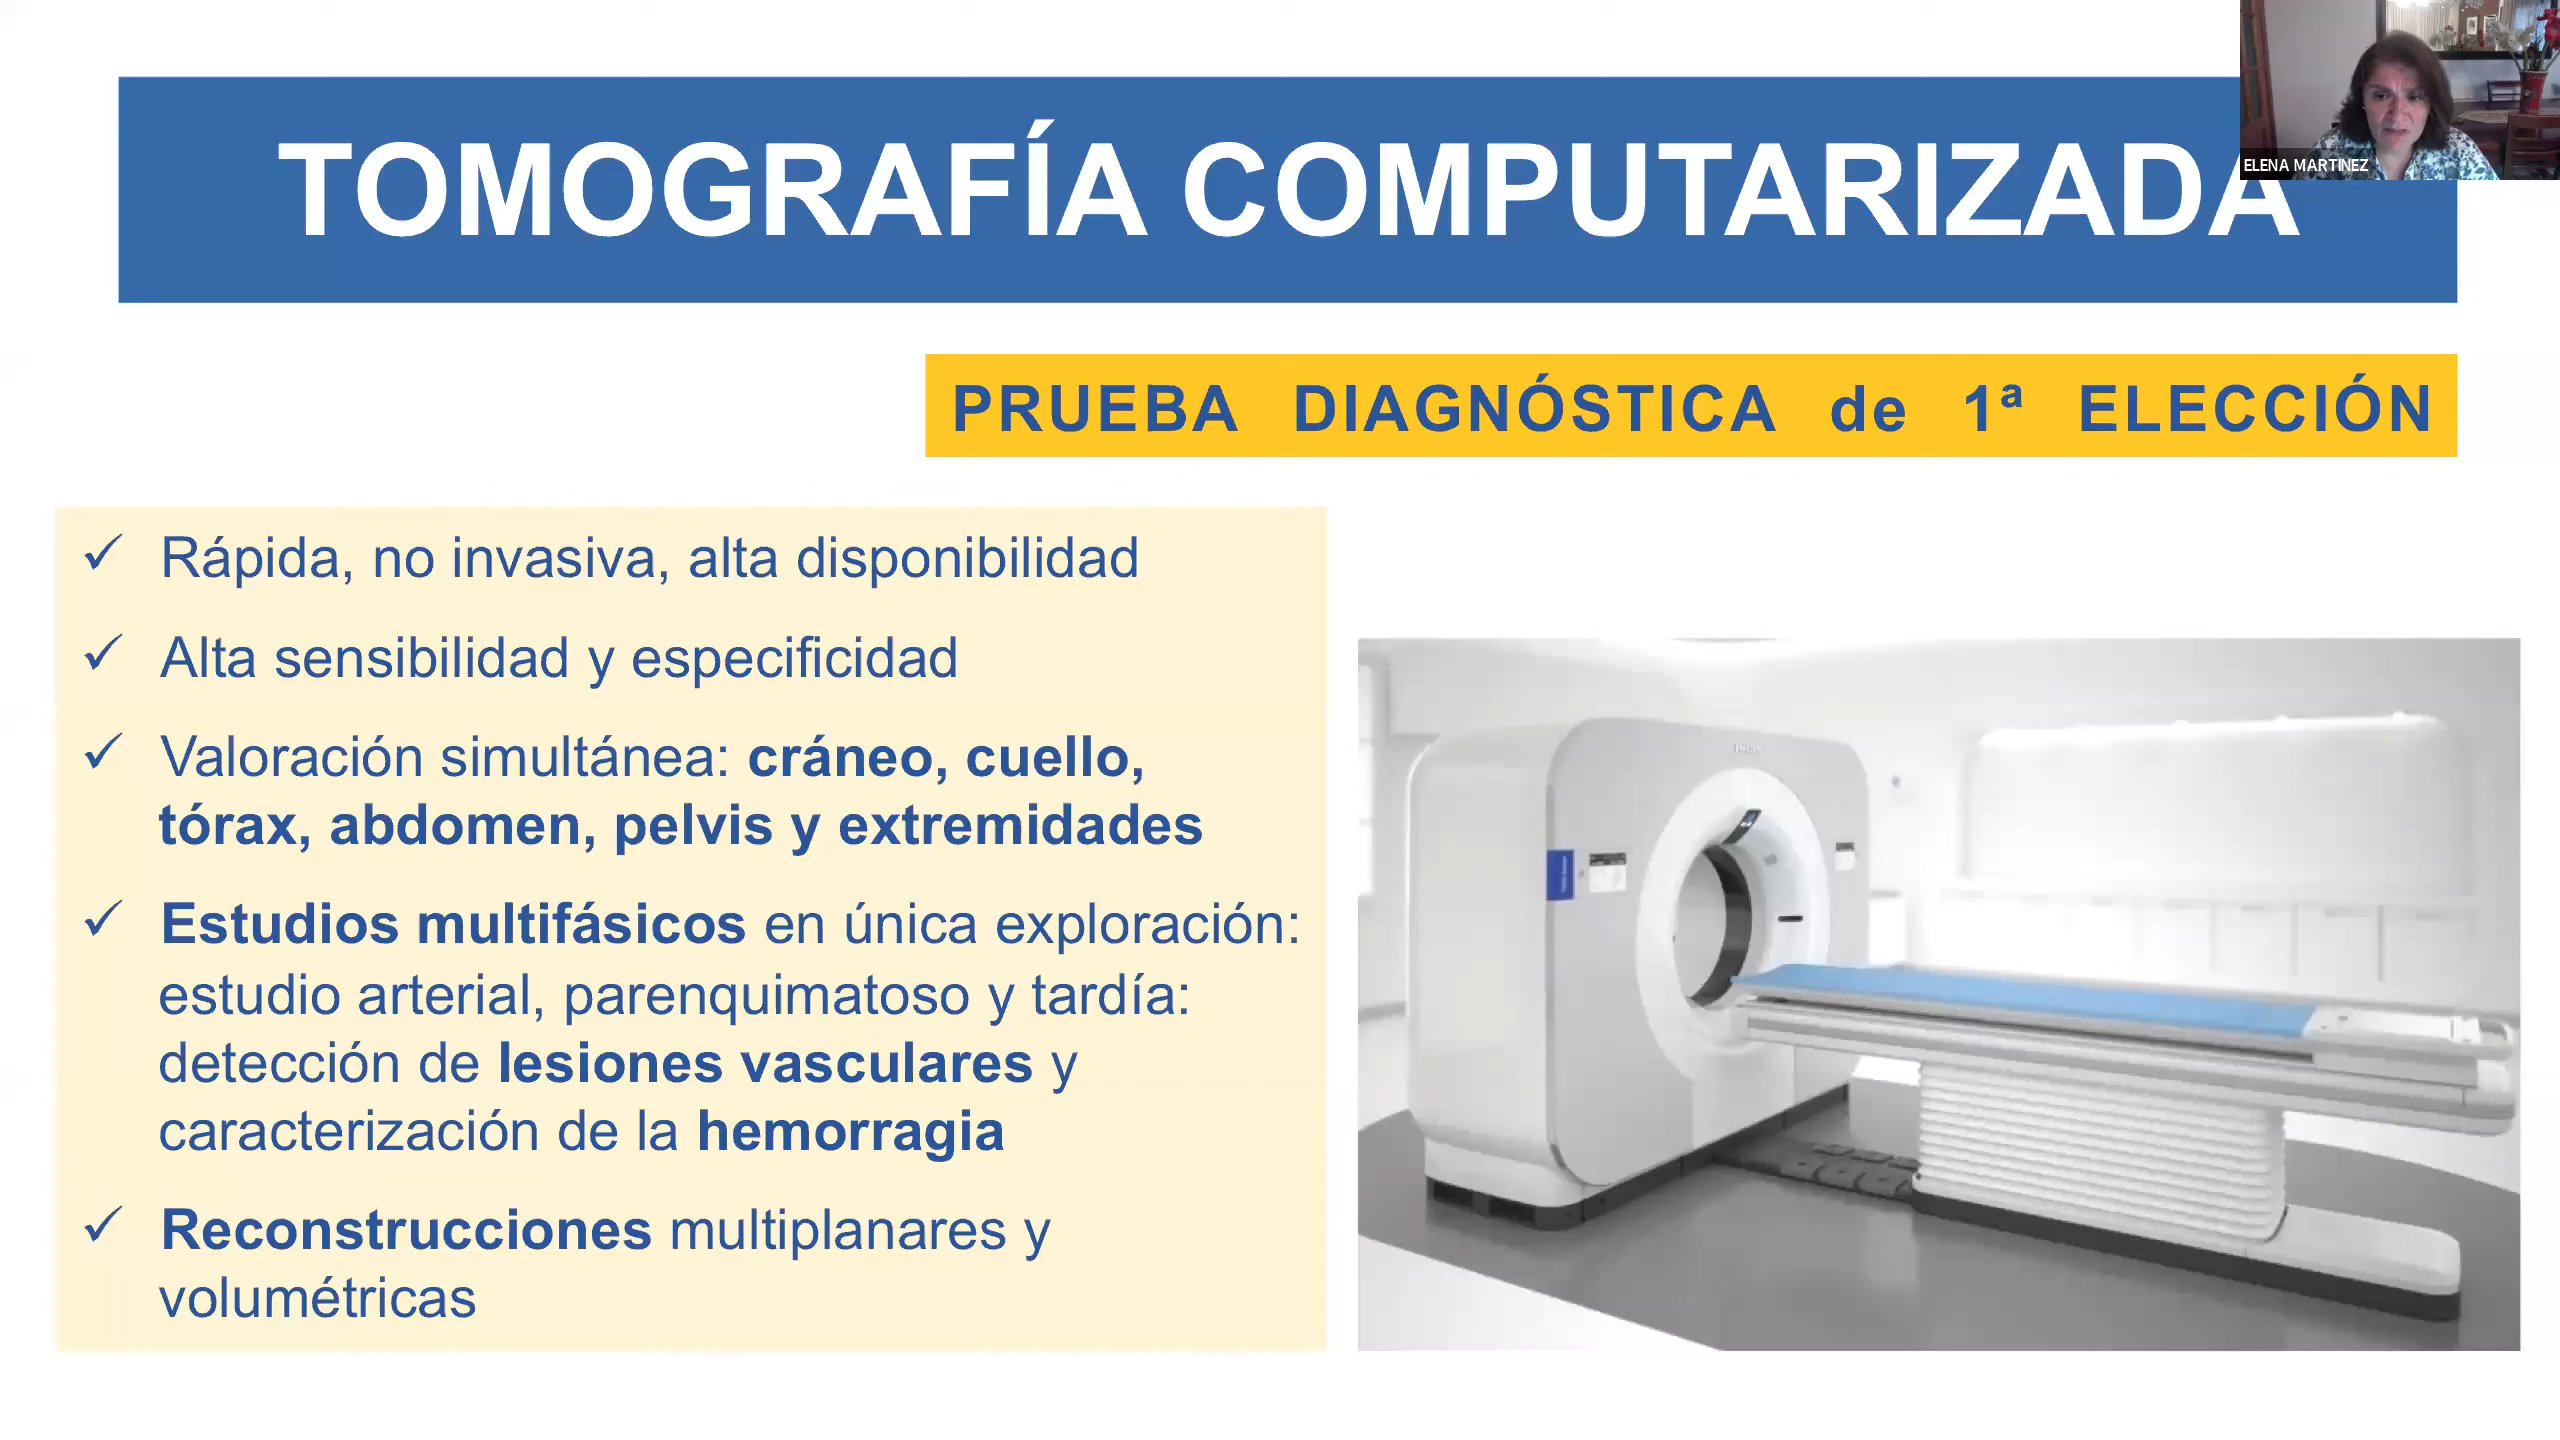 TOMOGRAFÍA COMPUTARIZADA
ELENA MARTINEZ
PRUEBA DIAGNÓSTICA de 1ª ELECCIÓN
✓ Rápida, no invasiva, alta disponibilidad
✓ Alta sensibilidad y especificidad
✓ Valoración simultánea: cráneo, cuello,
tórax, abdomen, pelvis y extremidades
✓ Estudios multifásicos en única exploración:
estudio arterial, parenquimatoso y tardía:
detección de lesiones vasculares y
caracterización de la hemorragia
✓ Reconstrucciones multiplanares y
volumétricas